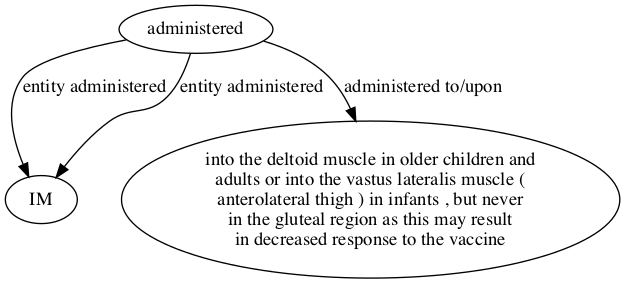 administered
entity administered
entity administered
administered to/upon
IM
into the deltoid muscle in older children and
adults or into the vastus lateralis muscle (
anterolateral thigh ) in infants , but never
in the gluteal region as this may result
in decreased response to the vaccine